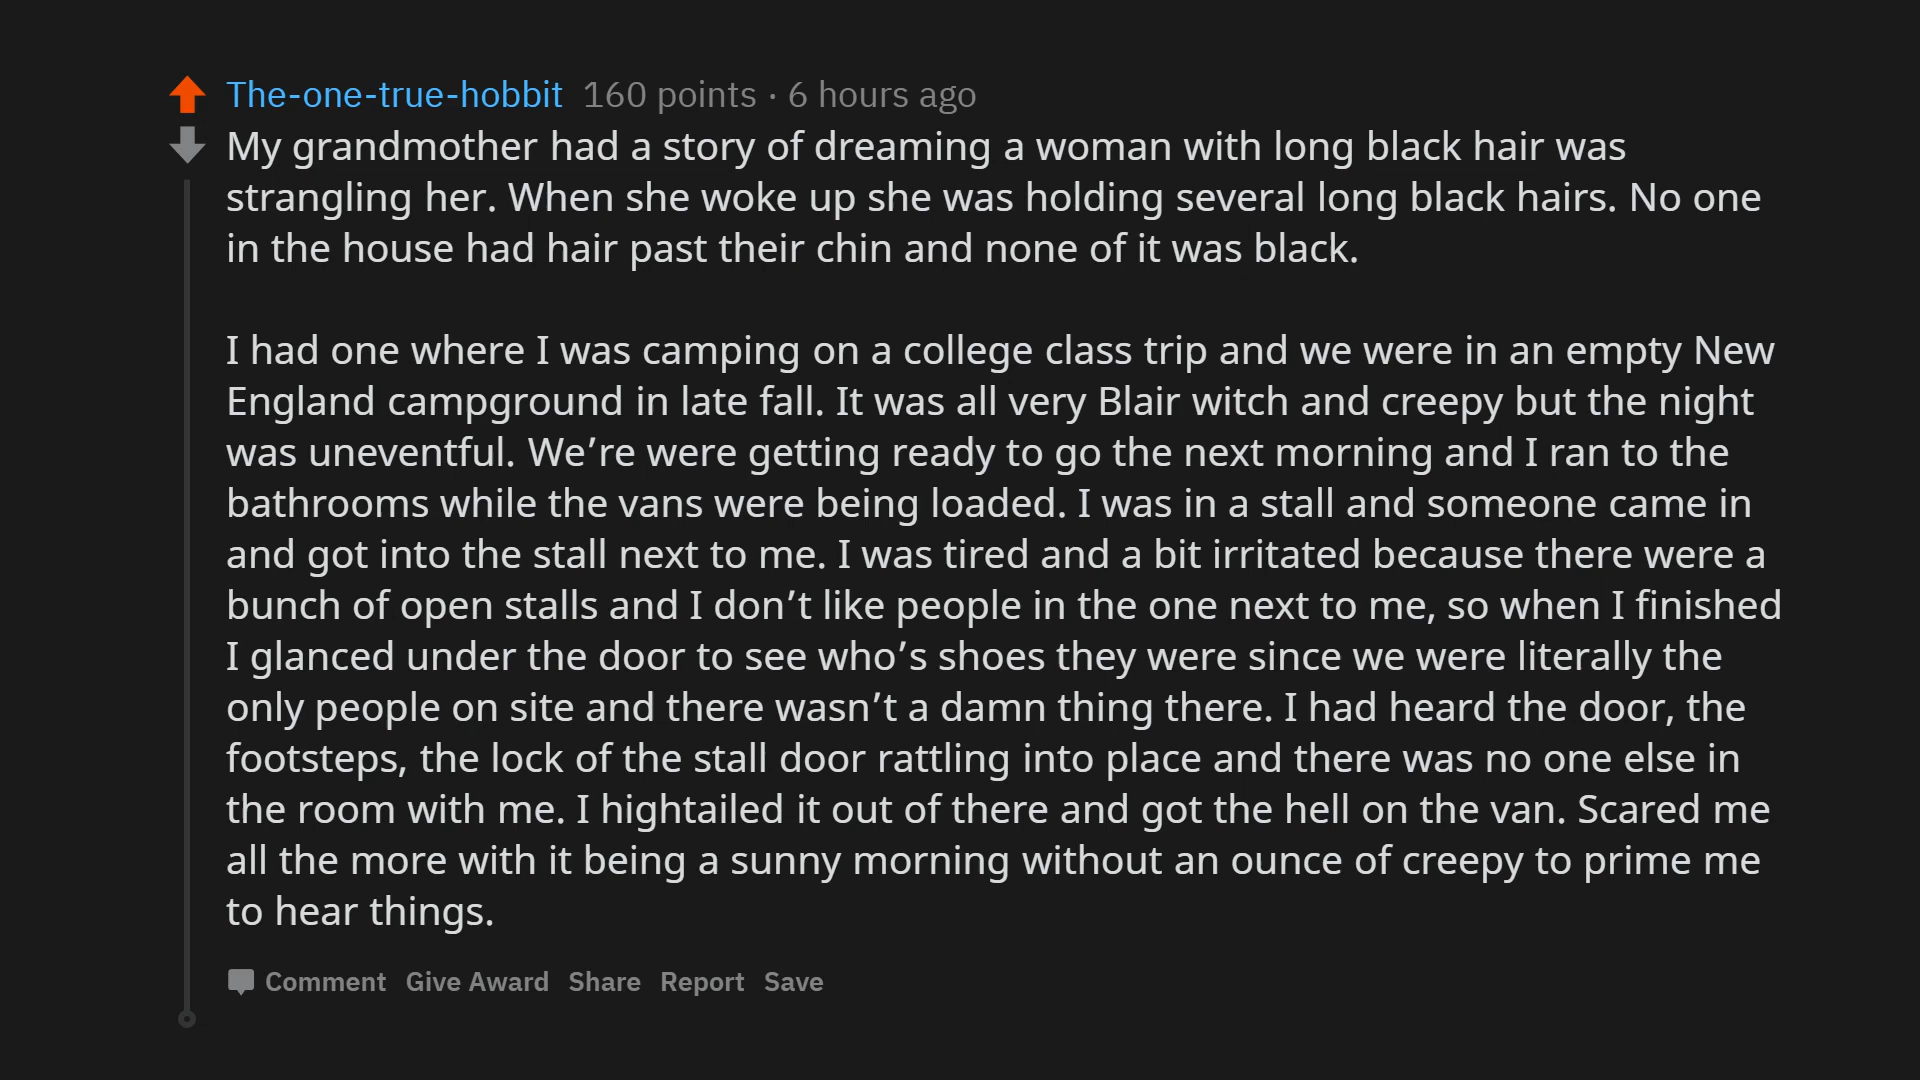 The-one-true-hobbit 160 points · 6 hours ago
My grandmother had a story of dreaming a woman with long black hair was
strangling her. When she woke up she was holding several long black hairs. No one
in the house had hair past their chin and none of it was black.
I had one where I was camping on a college class trip and we were in an empty New
England campground in late fall. It was all very Blair witch and creepy but the night
was uneventful. We’re were getting ready to go the next morning and I ran to the
bathrooms while the vans were being loaded. I was in a stall and someone came in
and got into the stall next to me. I was tired and a bit irritated because there were a
bunch of open stalls and I don’t like people in the one next to me, so when I finished
I glanced under the door to see who’s shoes they were since we were literally the
only people on site and there wasn’t a damn thing there. I had heard the door, the
footsteps, the lock of the stall door rattling into place and there was no one else in
the room with me. I hightailed it out of there and got the hell on the van. Scared me
all the more with it being a sunny morning without an ounce of creepy to prime me
to hear things.
Comment Give Award Share Report Save